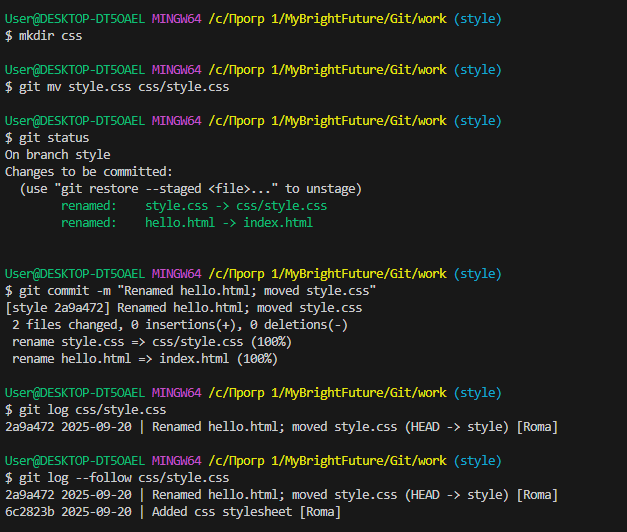 User@DESKTOP-DT5OAEL MINGW64 /c/Прогр 1/MyBrightFuture/Git/work (style)
$ mkdir css
User@DESKTOP-DT5OAEL MINGW64 /c/Прогр 1/MyBrightFuture/Git/work (style)
$ git mv style.css css/style.css
User@DESKTOP-DT5OAEL MINGW64 /c/Прогр 1/MyBrightFuture/Git/work (style)
$ git status
On branch style
Changes to be committed:
  (use "git restore --staged <file>..." to unstage)
        renamed:    style.css -> css/style.css
        renamed:    hello.html -> index.html
User@DESKTOP-DT5OAEL MINGW64 /c/Прогр 1/MyBrightFuture/Git/work (style)
$ git commit -m "Renamed hello.html; moved style.css"
[style 2a9a472] Renamed hello.html; moved style.css
 2 files changed, 0 insertions(+), 0 deletions(-)
 rename style.css => css/style.css (100%)
 rename hello.html => index.html (100%)
User@DESKTOP-DT5OAEL MINGW64 /c/Прогр 1/MyBrightFuture/Git/work (style)
$ git log css/style.css
2a9a472 2025-09-20 | Renamed hello.html; moved style.css (HEAD -> style) [Roma]
User@DESKTOP-DT5OAEL MINGW64 /c/Прогр 1/MyBrightFuture/Git/work (style)
$ git log --follow css/style.css
2a9a472 2025-09-20 | Renamed hello.html; moved style.css (HEAD -> style) [Roma]
6c2823b 2025-09-20 | Added css stylesheet [Roma]